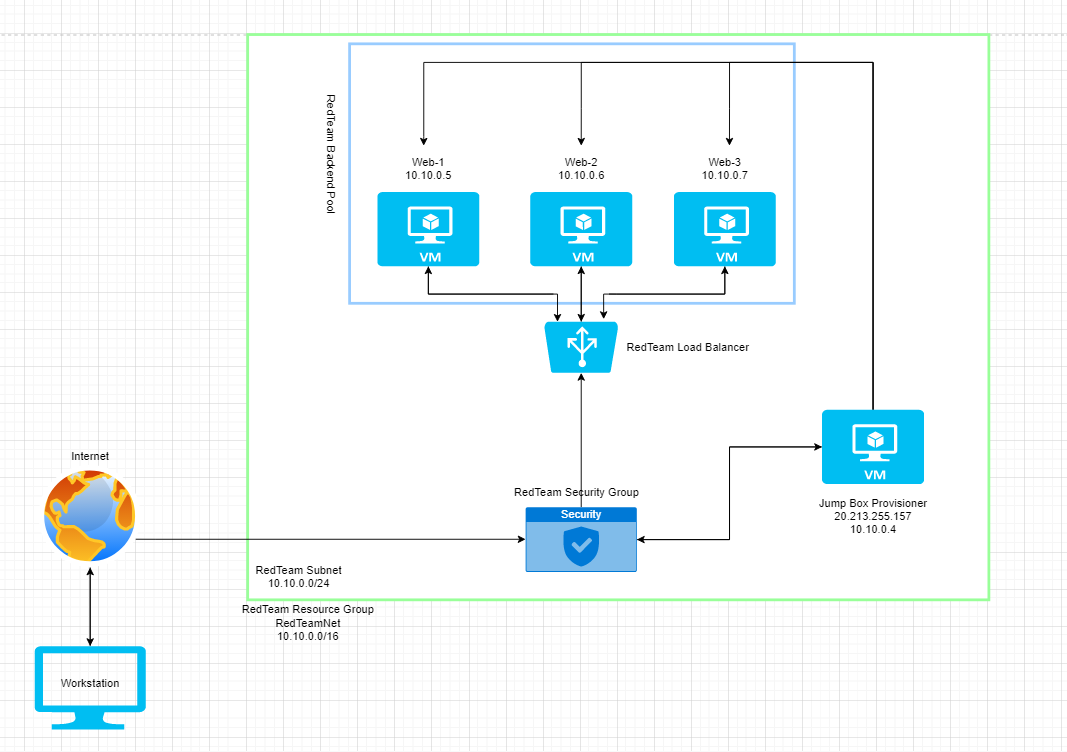 RedTeam Backend Pool
Web-1
10.10.0.5
Web-2
10.10.0.6
Web-3
10.10.0.7
VM
VM
VM
RedTeam Load Balancer
Internet
RedTeam Security Group
Security
VM
Jump Box Provisioner
20.213.255.157
10.10.0.4
RedTeam Subnet
10.10.0.0/24
RedTeam Resource Group
RedTeamNet
10.10.0.0/16
Workstation